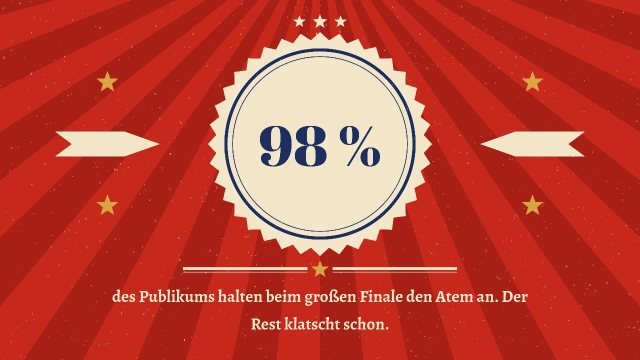 98 %
des Publikums halten beim großen Finale den Atem an. Der
Rest klatscht schon.